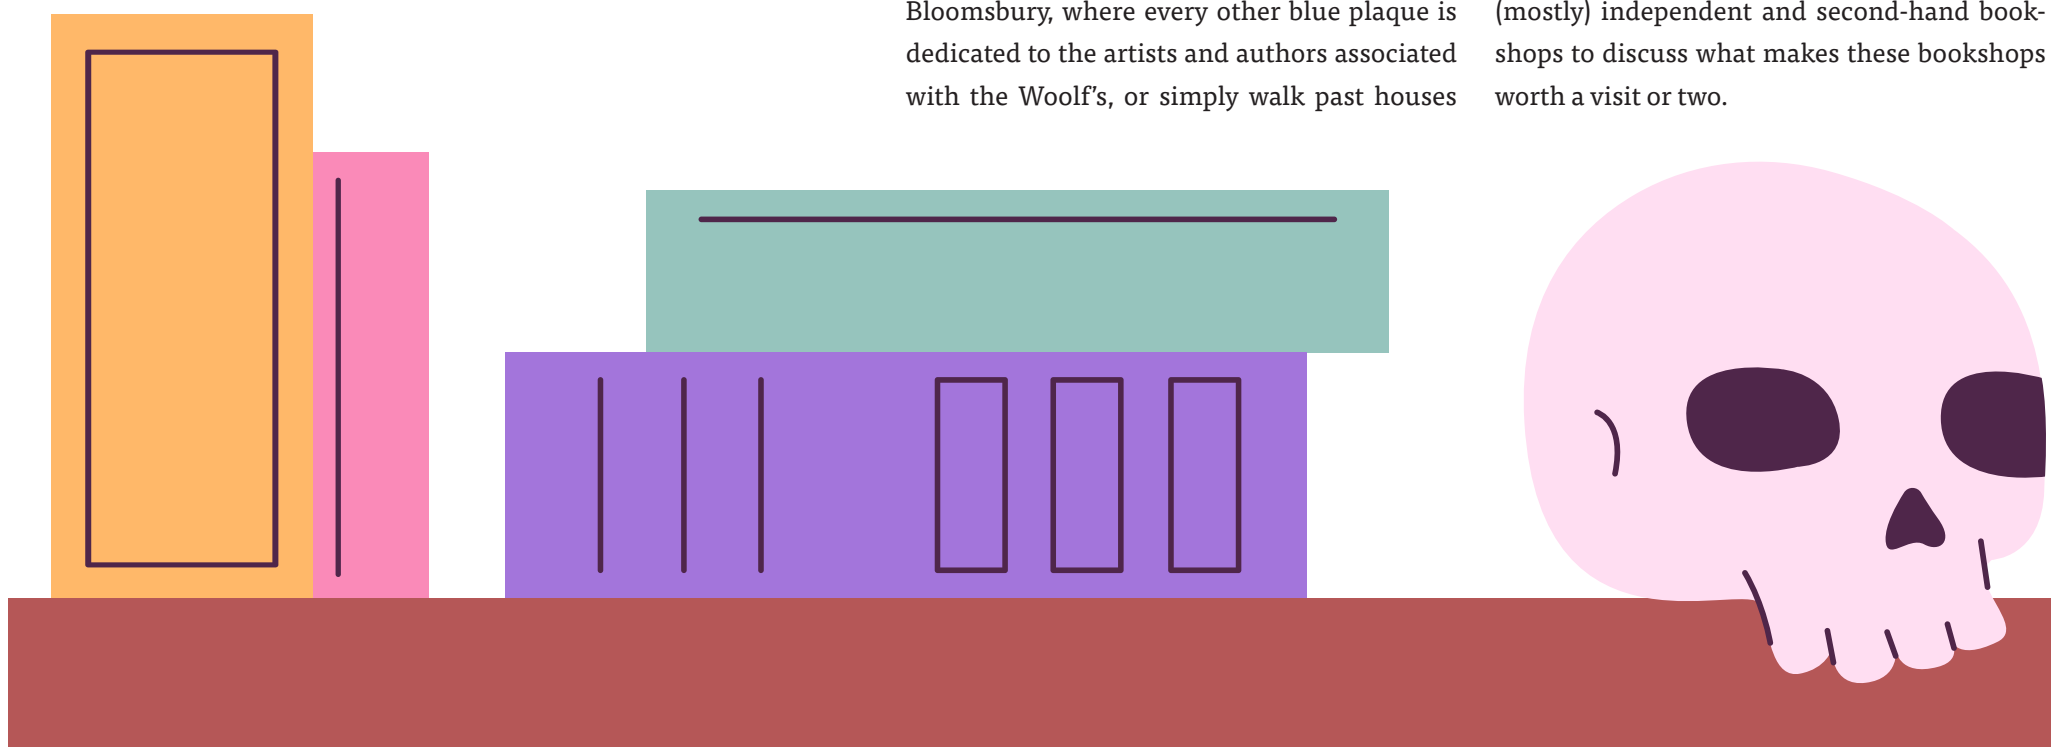 Bloomsbury, where every other blue plaque is
dedicated to the artists and authors associated
with the Woolf’s, or simply walk past houses
(mostly) independent and second-hand book-
shops to discuss what makes these bookshops
worth a visit or two.